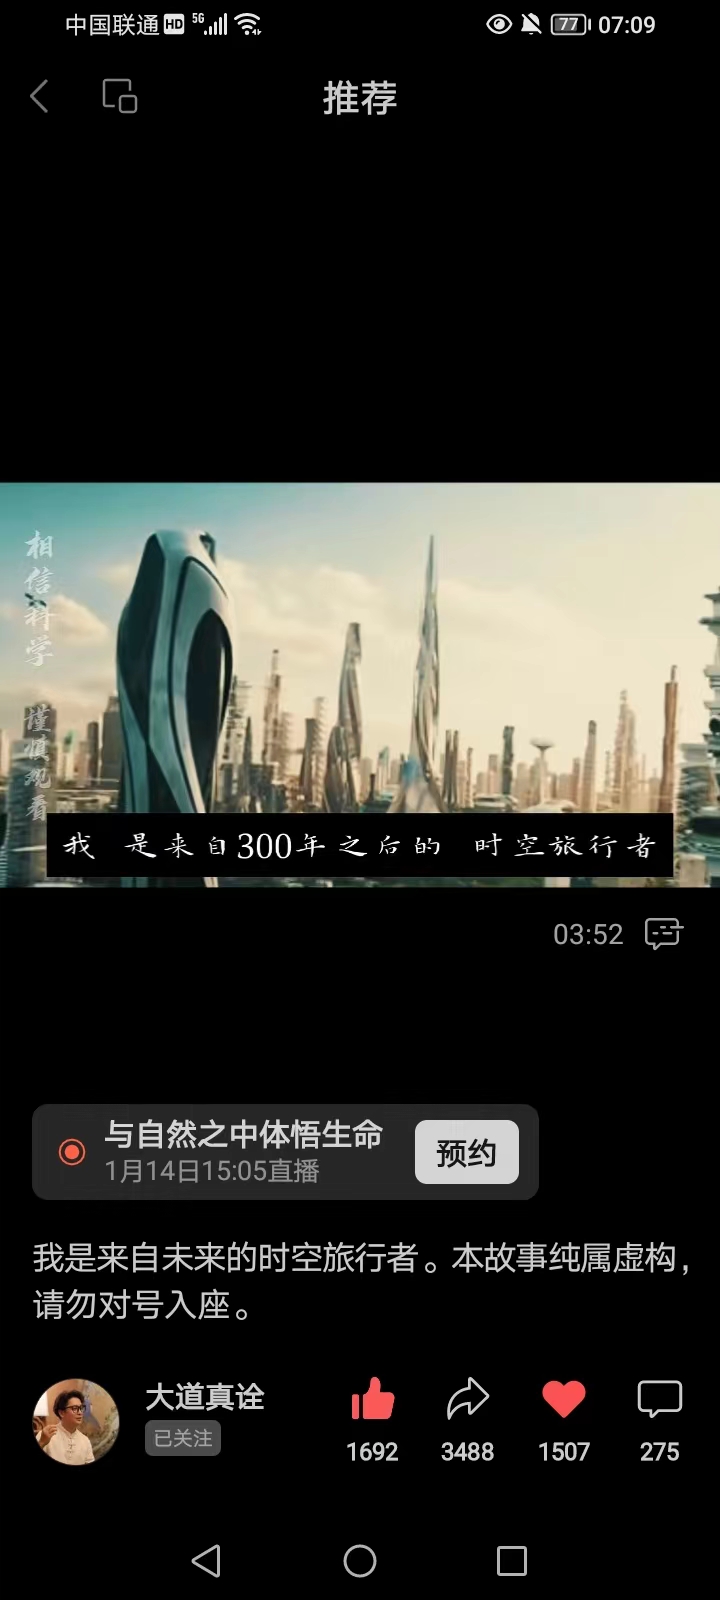 中国联通 HD 5G 77 07:09
推荐
相信科学 谨慎观看
我 是来自300年之后的 时空旅行者
03:52
与自然之中体悟生命
1月14日15:05直播
预约
我是来自未来的时空旅行者。本故事纯属虚构，
请勿对号入座。
大道真诠
已关注
1692 3488 1507 275